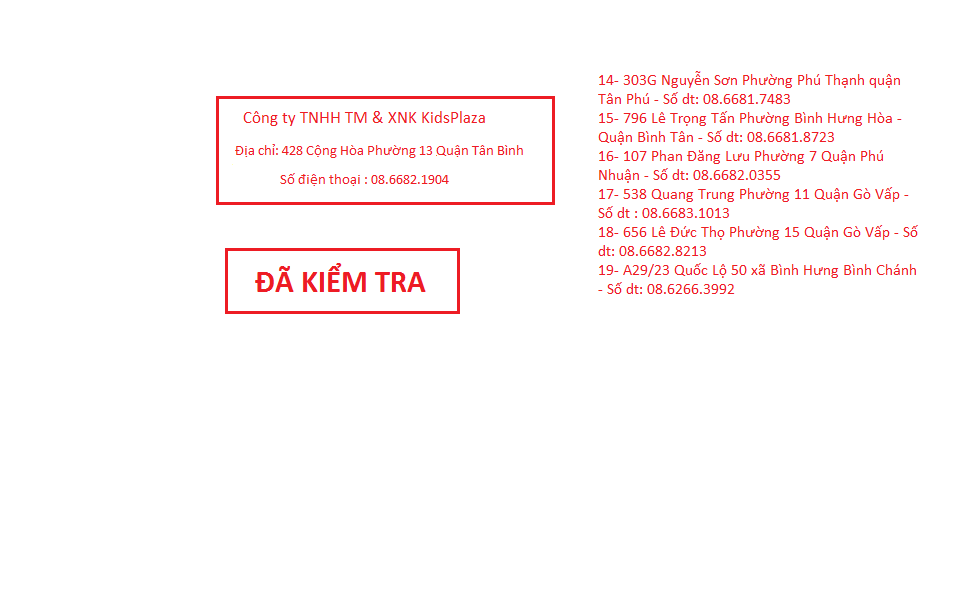 Công ty TNHH TM & XNK KidsPlaza
Địa chỉ: 428 Cộng Hòa Phường 13 Quận Tân Bình
Số điện thoại : 08.6682.1904
ĐÃ KIỂM TRA
14- 303G Nguyễn Sơn Phường Phú Thạnh quận
Tân Phú - Số dt: 08.6681.7483
15- 796 Lê Trọng Tấn Phường Bình Hưng Hòa -
Quận Bình Tân - Số dt: 08.6681.8723
16- 107 Phan Đăng Lưu Phường 7 Quận Phú
Nhuận - Số dt: 08.6682.0355
17- 538 Quang Trung Phường 11 Quận Gò Vấp -
Số dt : 08.6683.1013
18- 656 Lê Đức Thọ Phường 15 Quận Gò Vấp - Số
dt: 08.6682.8213
19- A29/23 Quốc Lộ 50 xã Bình Hưng Bình Chánh
- Số dt: 08.6266.3992